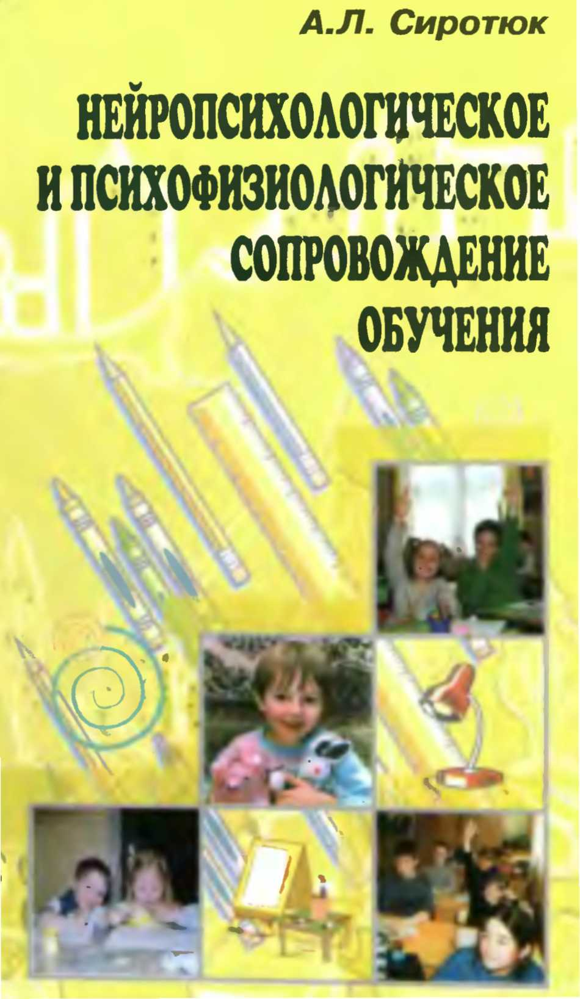 А.Л. Сиротюк
НЕЙРОПСИХОЛОГИЧЕСКОЕ
И ПСИХОФИЗИОЛОГИЧЕСКОЕ
СОПРОВОЖДЕНИЕ
ОБУЧЕНИЯ